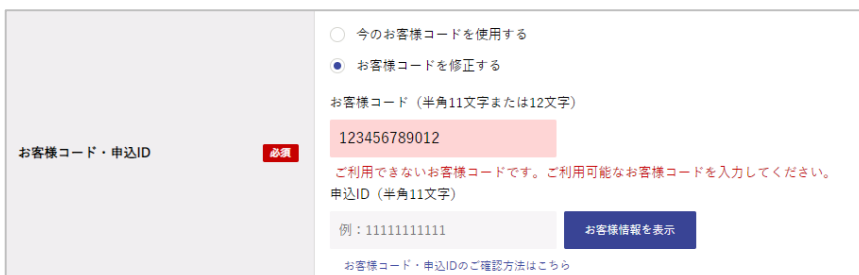 今のお客様コードを使用する
お客様コードを修正する
お客様コード（半角11文字または12文字）
お客様コード・申込ID 必須
123456789012
ご利用できないお客様コードです。ご利用可能なお客様コードを入力してください。
申込ID（半角11文字）
例：11111111111 お客様情報を表示
お客様コード・申込IDのご確認方法はこちら